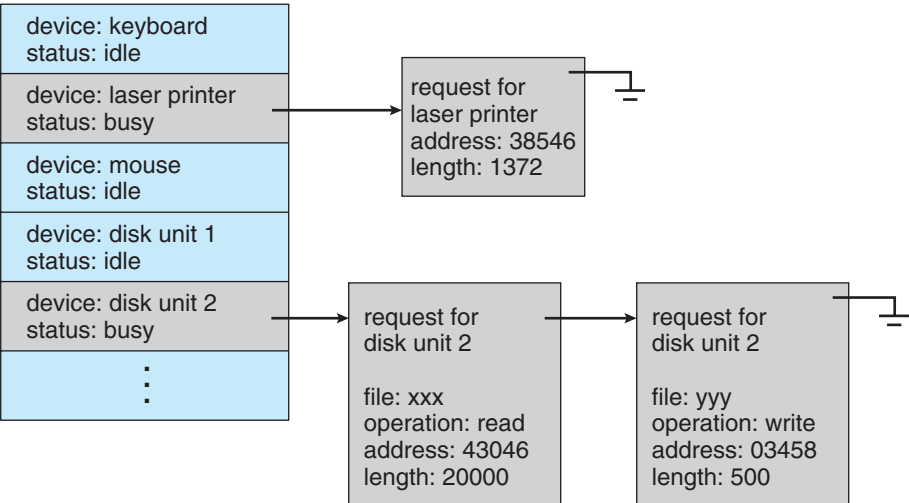 device: keyboard
status: idle
device: laser printer
status: busy
device: mouse
status: idle
device: disk unit 1
status: idle
device: disk unit 2
status: busy
request for
laser printer
address: 38546
length: 1372
request for
disk unit 2
file: xxx
operation: read
address: 43046
length: 20000
request for
disk unit 2
file: yyy
operation: write
address: 03458
length: 500